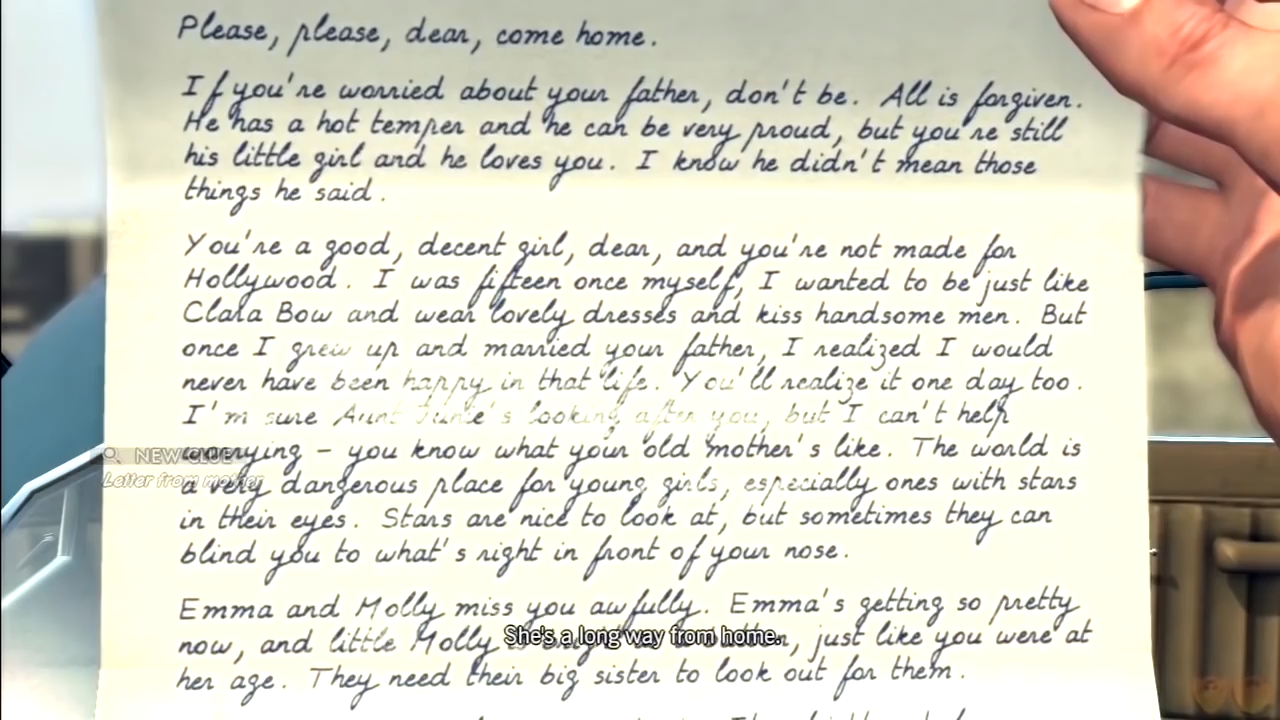 Please, please, dear, come home.
If you're worried about your father, don't be. All is forgiven.
He has a hot temper and he can be very proud, but you're still
his little girl and he loves you. I know he didn't mean those
things he said.
You're a good, decent girl, dear, and you're not made for
Hollywood. I was fifteen once myself, I wanted to be just like
Clara Bow and wear lovely dresses and kiss handsome men. But
once I grew up and married your father, I realized I would
never have been happy in that life. You'll realize it one day too.
I'm sure Aunt Junie's looking after you, but I can't help
worrying - you know what your old mother's like. The world is
NEW CLUE
Letter from mother
a very dangerous place for young girls, especially ones with stars
in their eyes. Stars are nice to look at, but sometimes they can
blind you to what's right in front of your nose.
Emma and Molly miss you awfully. Emma's getting so pretty
now, and little Molly just like you were at
She's a long way from home.
her age. They need their big sister to look out for them.